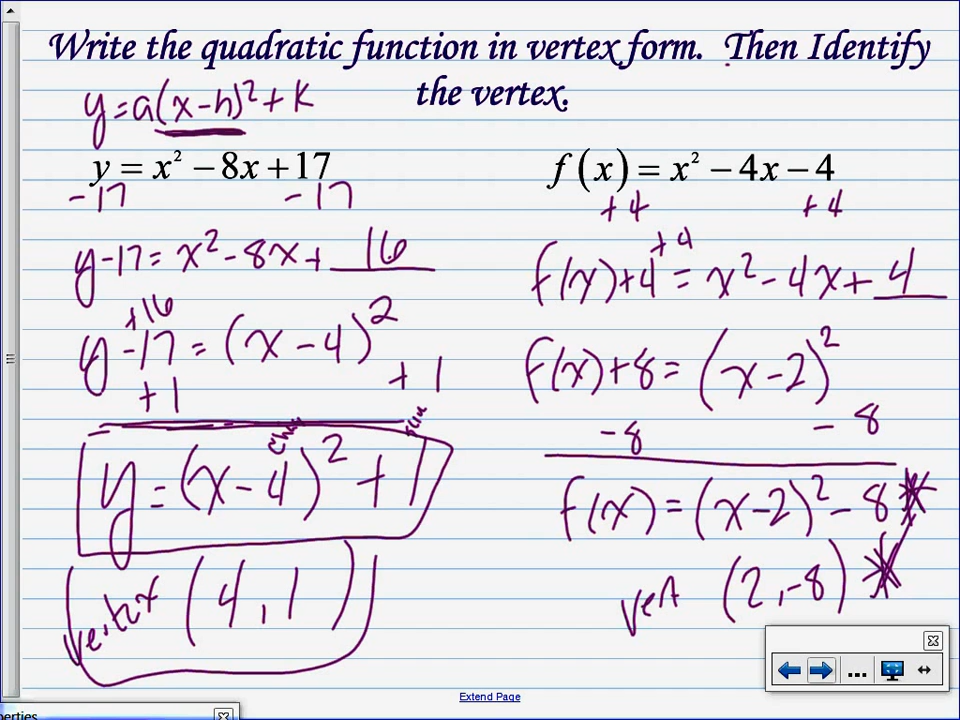 Write the quadratic function in vertex form. Then Identify
the vertex.
y=a(x-h)²+K
y = x² − 8x + 17
-17 -17
y-17=x²-8x+ 16
+16
y-17=(x-4)²
+1 +1
y=(x-4)²+1
vertex (4,1)
f(x) = x² − 4x − 4
+4 +4
+4
f(x)+4=x²-4x+4
f(x)+8=(x-2)²
-8 -8
f(x)=(x-2)²-8*
vert (2,-8)*
...
Extend Page
perties